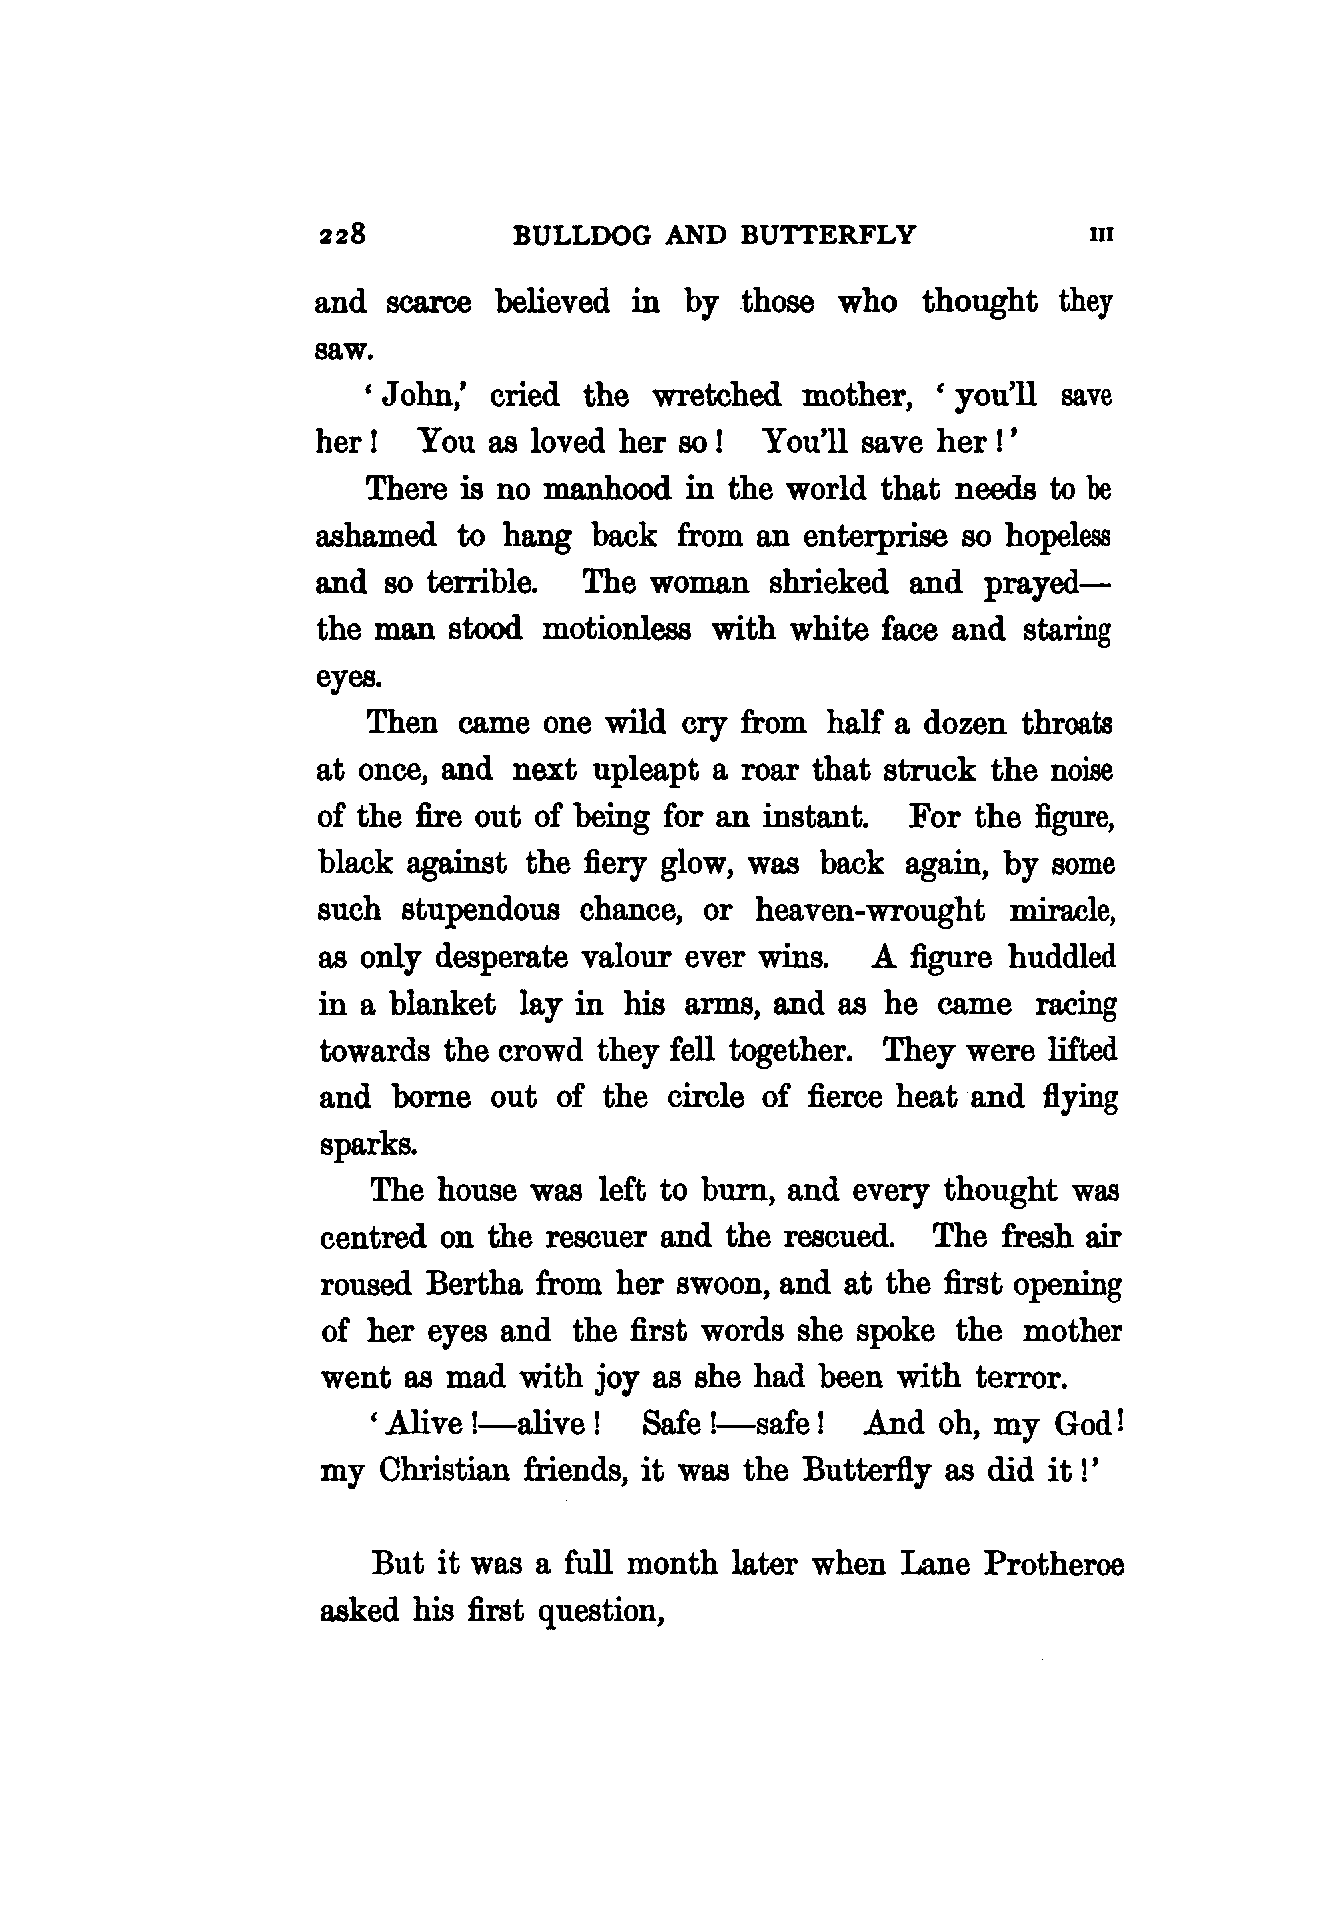 228 BULLDOG AND BUTTERFLY III
and scarce believed in by those who thought they
saw.
‘John,’ cried the wretched mother, ‘you’ll save
her! You as loved her so! You’ll save her!’
There is no manhood in the world that needs to be
ashamed to hang back from an enterprise so hopeless
and so terrible. The woman shrieked and prayed—
the man stood motionless with white face and staring
eyes.
Then came one wild cry from half a dozen throats
at once, and next upleapt a roar that struck the noise
of the fire out of being for an instant. For the figure,
black against the fiery glow, was back again, by some
such stupendous chance, or heaven-wrought miracle,
as only desperate valour ever wins. A figure huddled
in a blanket lay in his arms, and as he came racing
towards the crowd they fell together. They were lifted
and borne out of the circle of fierce heat and flying
sparks.
The house was left to burn, and every thought was
centred on the rescuer and the rescued. The fresh air
roused Bertha from her swoon, and at the first opening
of her eyes and the first words she spoke the mother
went as mad with joy as she had been with terror.
‘Alive!—alive! Safe!—safe! And oh, my God!
my Christian friends, it was the Butterfly as did it!’
But it was a full month later when Lane Protheroe
asked his first question,